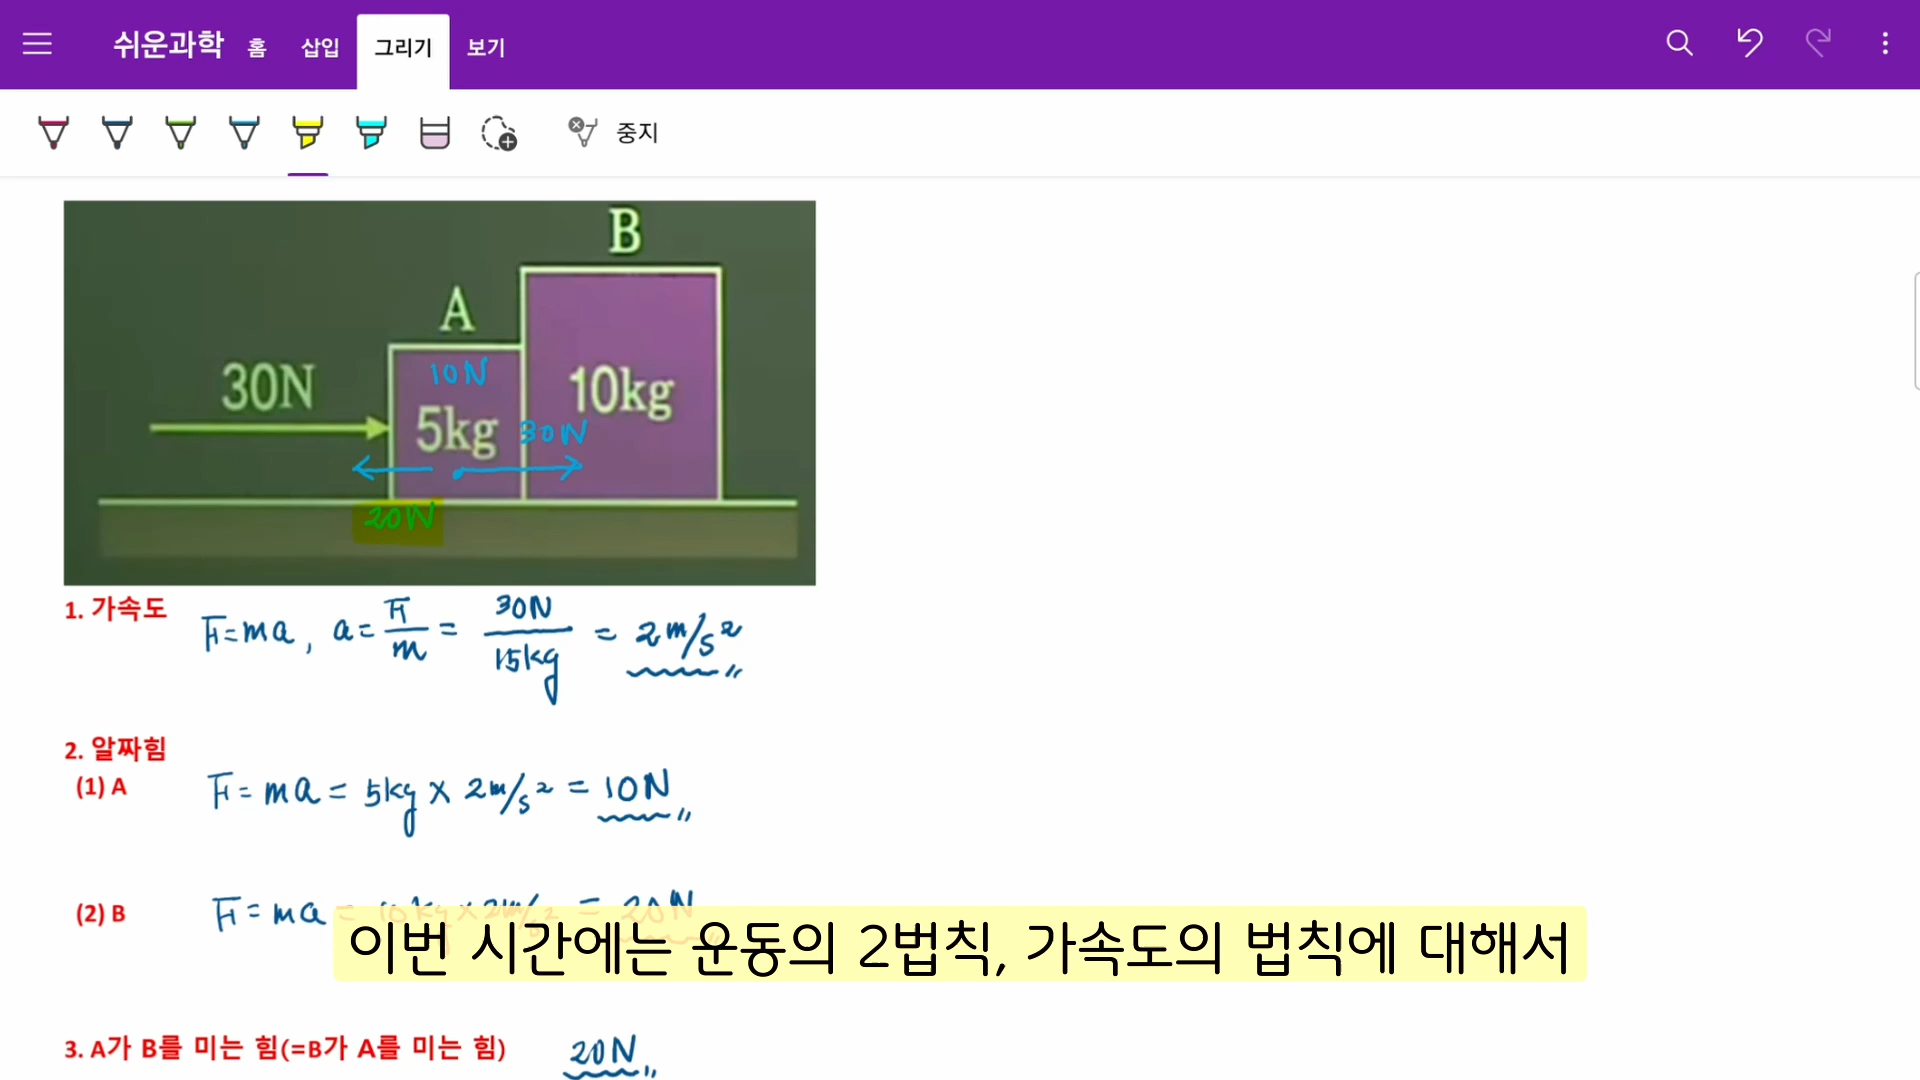 쉬운과학 홈 삽입 그리기 보기
중지
B
A
30N
10N
5kg
10kg
30N
20N
1. 가속도 F=ma, a=F/m=30N/15kg=2m/s²
2. 알짜힘
(1) A F=ma=5kg×2m/s²=10N
(2) B F=ma=10kg×2m/s²=20N
이번 시간에는 운동의 2법칙, 가속도의 법칙에 대해서
3. A가 B를 미는 힘(=B가 A를 미는 힘) 20N